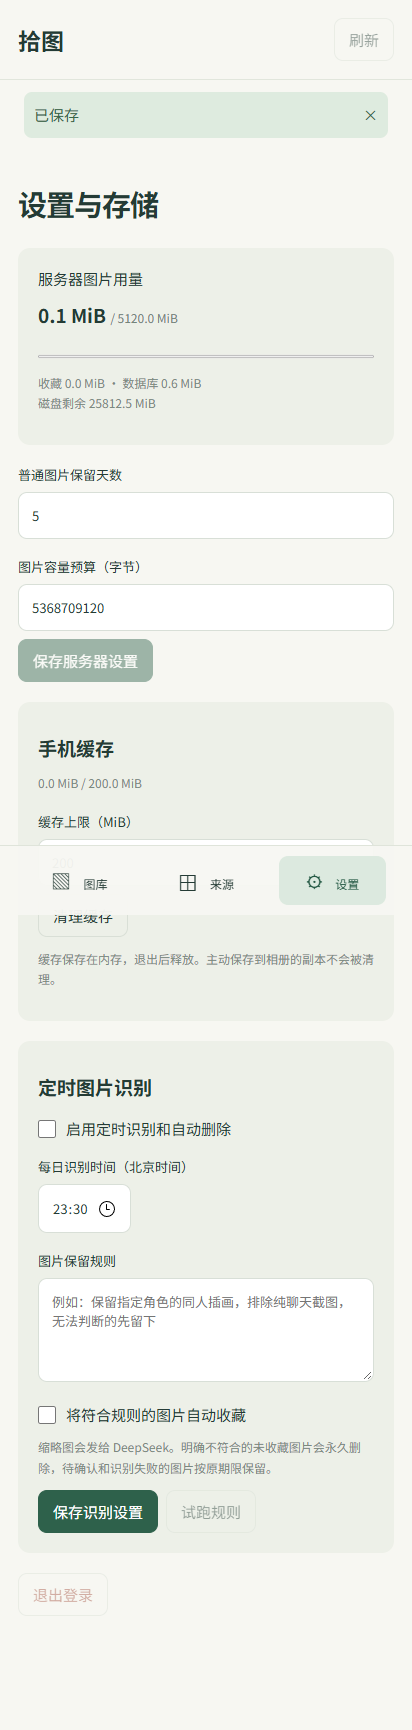 拾图
刷新
已保存
设置与存储
服务器图片用量
0.1 MiB / 5120.0 MiB
收藏 0.0 MiB · 数据库 0.6 MiB
磁盘剩余 25812.5 MiB
普通图片保留天数
5
图片容量预算（字节）
5368709120
保存服务器设置
手机缓存
0.0 MiB / 200.0 MiB
缓存上限（MiB）
200
图库
来源
设置
清理缓存
缓存保存在内存，退出后释放。主动保存到相册的副本不会被清
理。
定时图片识别
启用定时识别和自动删除
每日识别时间（北京时间）
23:30
图片保留规则
例如：保留指定角色的同人插画，排除纯聊天截图，
无法判断的先留下
将符合规则的图片自动收藏
缩略图会发给 DeepSeek。明确不符合的未收藏图片会永久删
除，待确认和识别失败的图片按原期限保留。
保存识别设置
试跑规则
退出登录